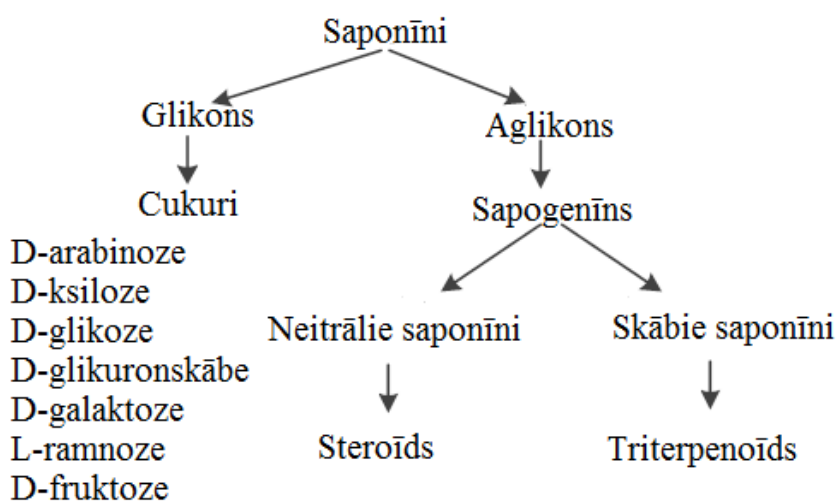 Saponīni
Glikons
Aglikons
Cukuri
Sapogenīns
D-arabinoze
D-ksiloze
D-glikoze
D-glikuronskābe
D-galaktoze
L-ramnoze
D-fruktoze
Neitrālie saponīni
Skābie saponīni
Steroīds
Triterpenoīds